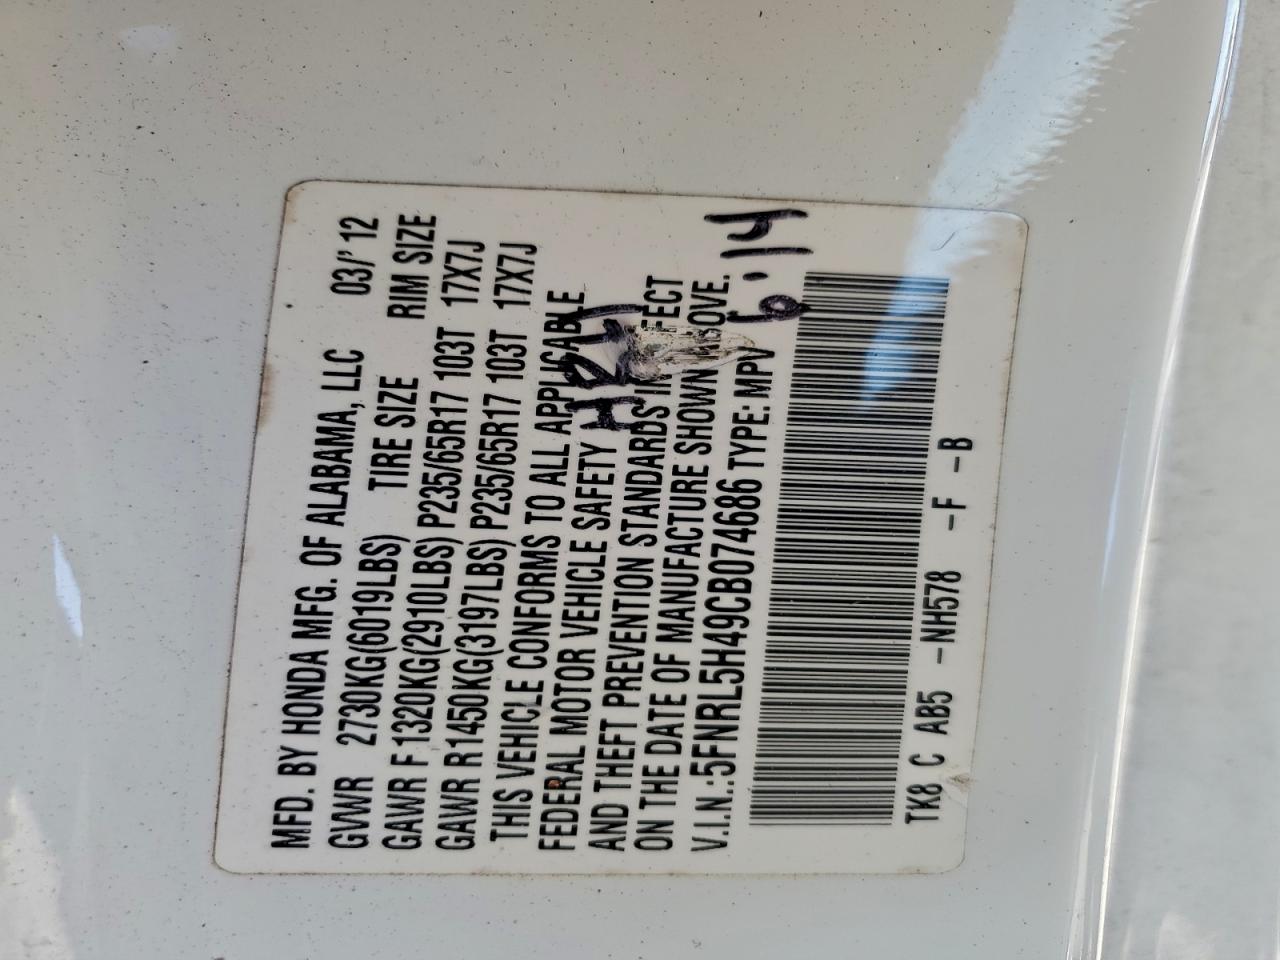 MFD. BY HONDA MFG. OF ALABAMA, LLC 03/'12
GVWR 2730KG(6019LBS) TIRE SIZE RIM SIZE
GAWR F 1320KG(2910LBS) P235/65R17 103T 17X7J
GAWR R 1450KG(3197LBS) P235/65R17 103T 17X7J
THIS VEHICLE CONFORMS TO ALL APPLICABLE
FEDERAL MOTOR VEHICLE SAFETY
AND THEFT PREVENTION STANDARDS
ON THE DATE OF MANUFACTURE SHOWN
V.I.N.:5FNRL5H49CB074686 TYPE: MPV
6.14
TK8 C AB5 -NH578 -F -B